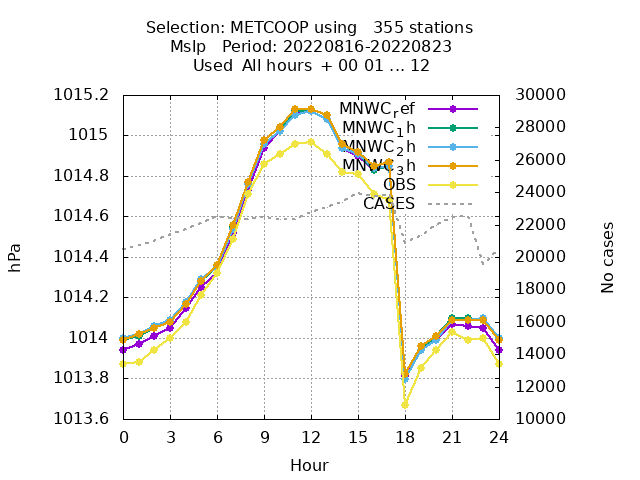 Selection: METCOOP using   355 stations
Mslp   Period: 20220816-20220823
Used  All hours  + 00 01 ... 12
1015.2
1015
1014.8
1014.6
1014.4
1014.2
1014
1013.8
1013.6
hPa
30000
28000
26000
24000
22000
20000
18000
16000
14000
12000
10000
No cases
MNWC_ref
MNWC_1h
MNWC_2h
MNWC_3h
OBS
CASES
0 3 6 9 12 15 18 21 24
Hour